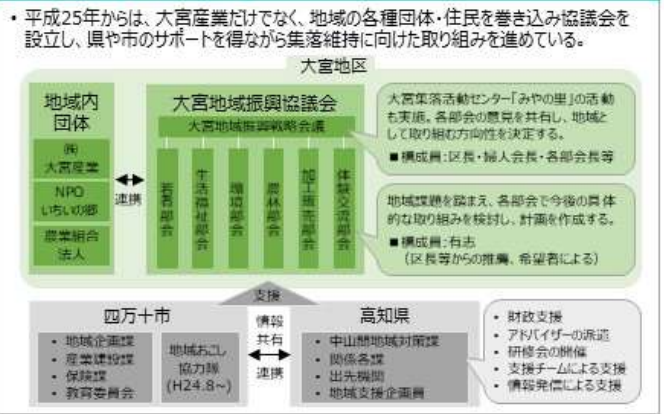 • 平成25年からは、大宮産業だけでなく、地域の各種団体・住民を巻き込み協議会を
設立し、県や市のサポートを得ながら集落維持に向けた取り組みを進めている。
大宮地区
地域内
団体
㈱
大宮産業
NPO
いちいの郷
農業組合
法人
連携
大宮地域振興協議会
大宮地域振興戦略会議
若者部会
生活福祉部会
環境部会
農林部会
加工販売部会
体験交流部会
大宮集落活動センター「みやの里」の活動
も実施。各部会の意見を共有し、地域と
して取り組む方向性を決定する。
■構成員：区長・婦人会長・各部会長等
地域課題を踏まえ、各部会で今後の具体
的な取り組みを検討し、計画を作成する。
■構成員：有志
（区長等からの推薦、希望者による）
支援
四万十市
• 地域企画課
• 産業建設課
• 保険課
• 教育委員会
地域おこし
協力隊
(H24.8～)
情報
共有
連携
高知県
• 中山間地域対策課
• 関係各課
• 出先機関
• 地域支援企画員
• 財政支援
• アドバイザーの派遣
• 研修会の開催
• 支援チームによる支援
• 情報発信による支援